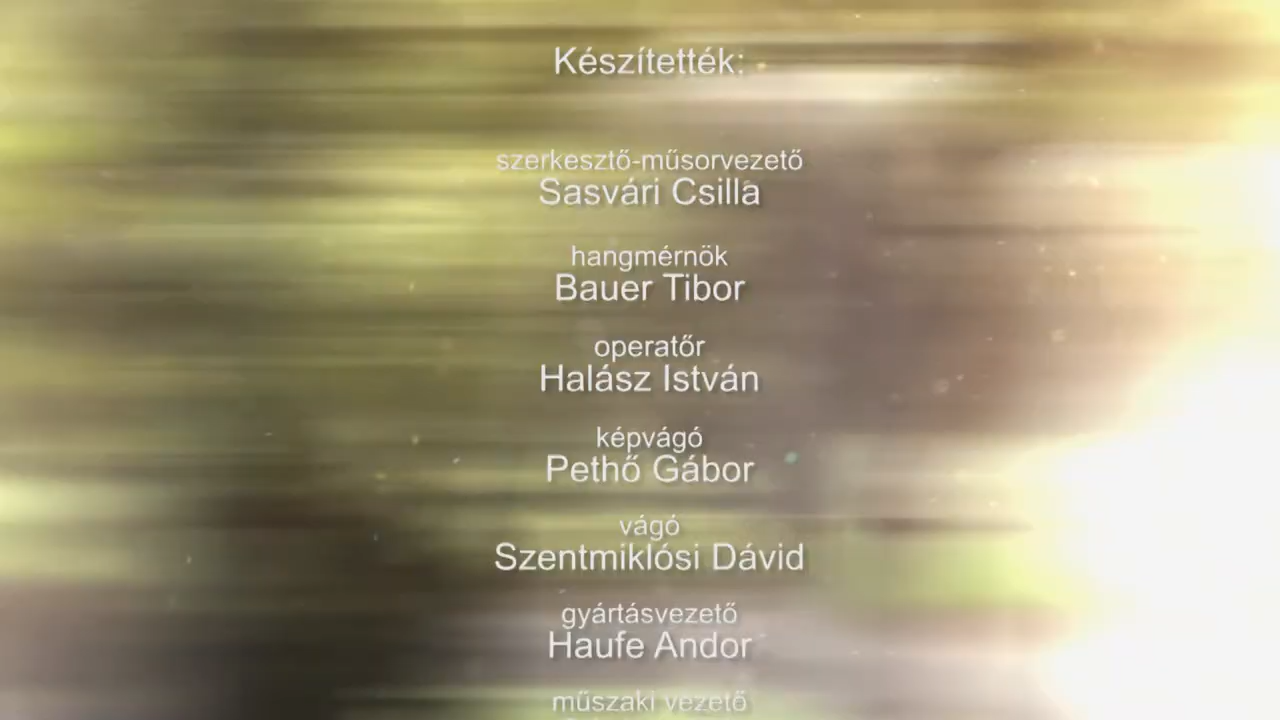 Készítették:
szerkesztő-műsorvezető
Sasvári Csilla
hangmérnök
Bauer Tibor
operatőr
Halász István
képvágó
Pethő Gábor
vágó
Szentmiklósi Dávid
gyártásvezető
Haufe Andor
műszaki vezető